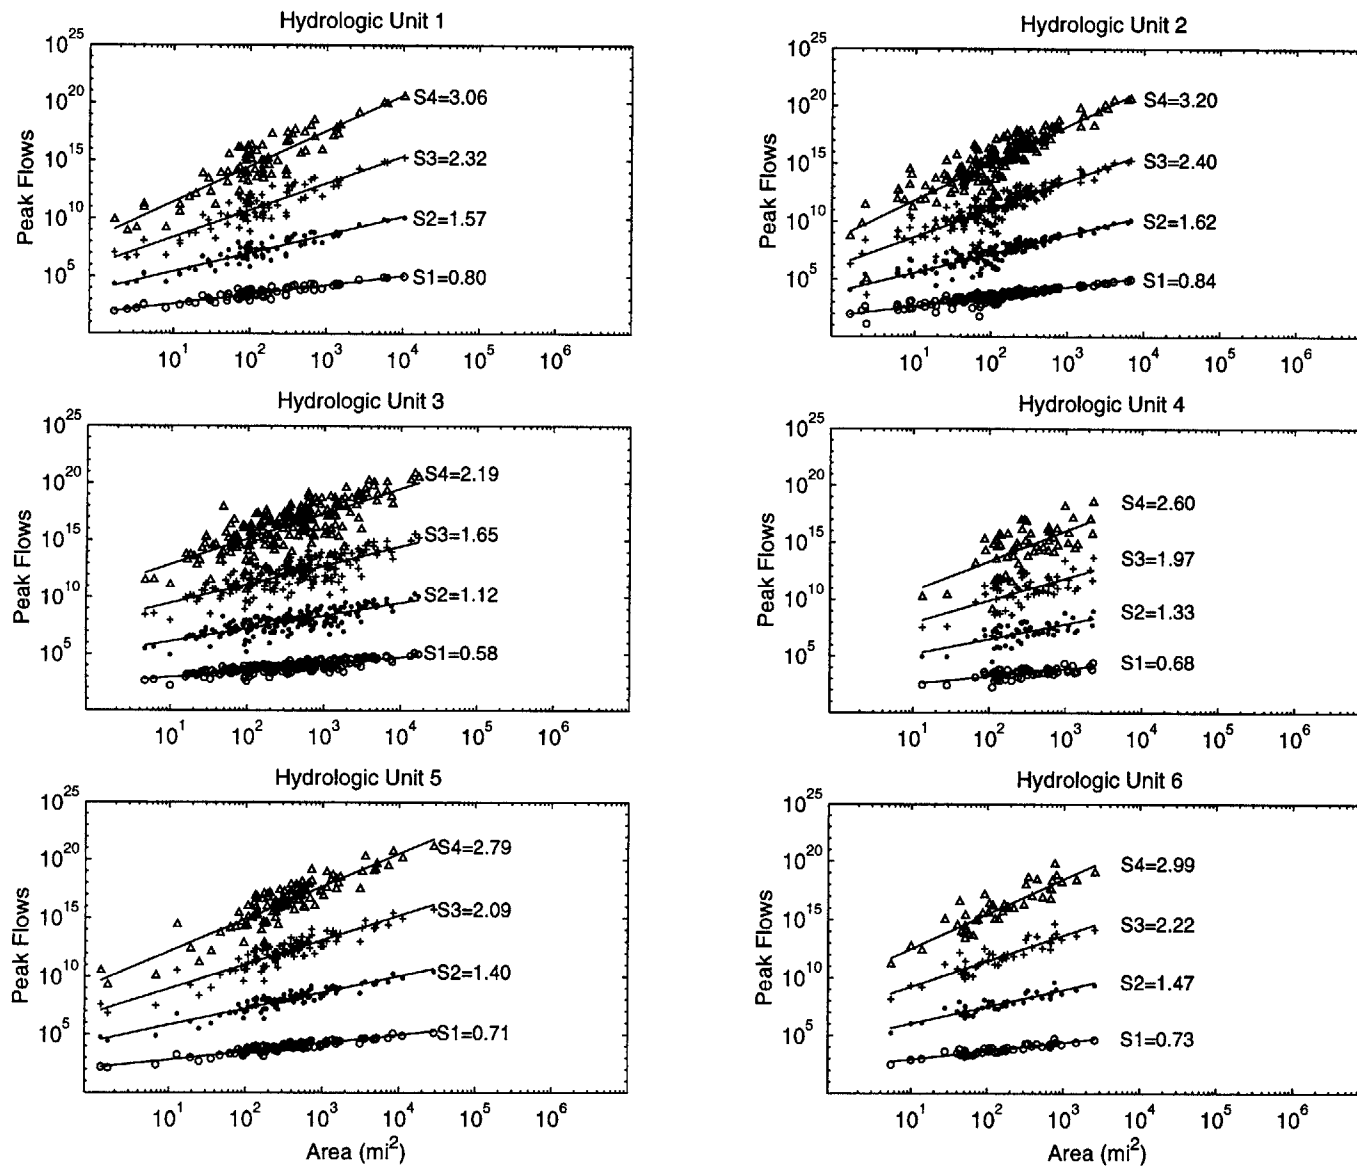 Hydrologic Unit 1
Peak Flows
10^25
10^20
10^15
10^10
10^5
S4=3.06
S3=2.32
S2=1.57
S1=0.80
10^1 10^2 10^3 10^4 10^5 10^6
Hydrologic Unit 2
Peak Flows
10^25
10^20
10^15
10^10
10^5
S4=3.20
S3=2.40
S2=1.62
S1=0.84
10^1 10^2 10^3 10^4 10^5 10^6
Hydrologic Unit 3
Peak Flows
10^25
10^20
10^15
10^10
10^5
S4=2.19
S3=1.65
S2=1.12
S1=0.58
10^1 10^2 10^3 10^4 10^5 10^6
Hydrologic Unit 4
Peak Flows
10^25
10^20
10^15
10^10
10^5
S4=2.60
S3=1.97
S2=1.33
S1=0.68
10^1 10^2 10^3 10^4 10^5 10^6
Hydrologic Unit 5
Peak Flows
10^25
10^20
10^15
10^10
10^5
S4=2.79
S3=2.09
S2=1.40
S1=0.71
10^1 10^2 10^3 10^4 10^5 10^6
Area (mi^2)
Hydrologic Unit 6
Peak Flows
10^25
10^20
10^15
10^10
10^5
S4=2.99
S3=2.22
S2=1.47
S1=0.73
10^1 10^2 10^3 10^4 10^5 10^6
Area (mi^2)